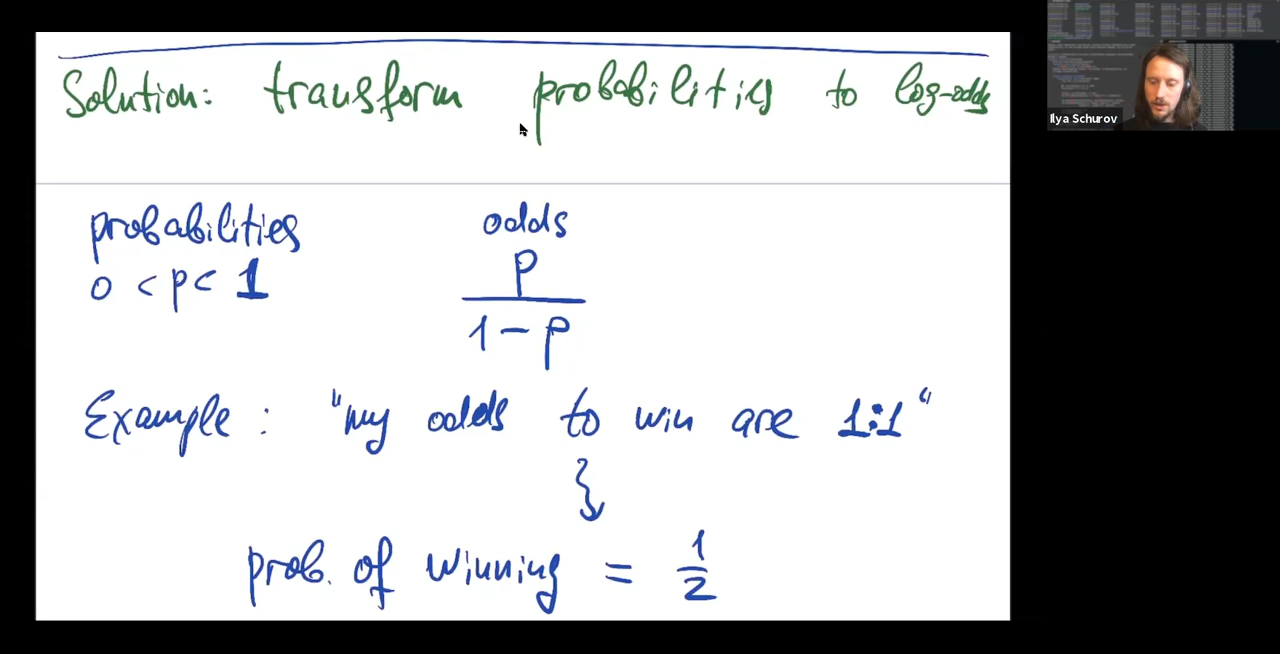 Solution: transform probabilities to log-odds
probabilities odds
0 < p < 1 p
1 - p
Example: "my odds to win are 1:1"
prob. of winning = 1
2
Ilya Schurov